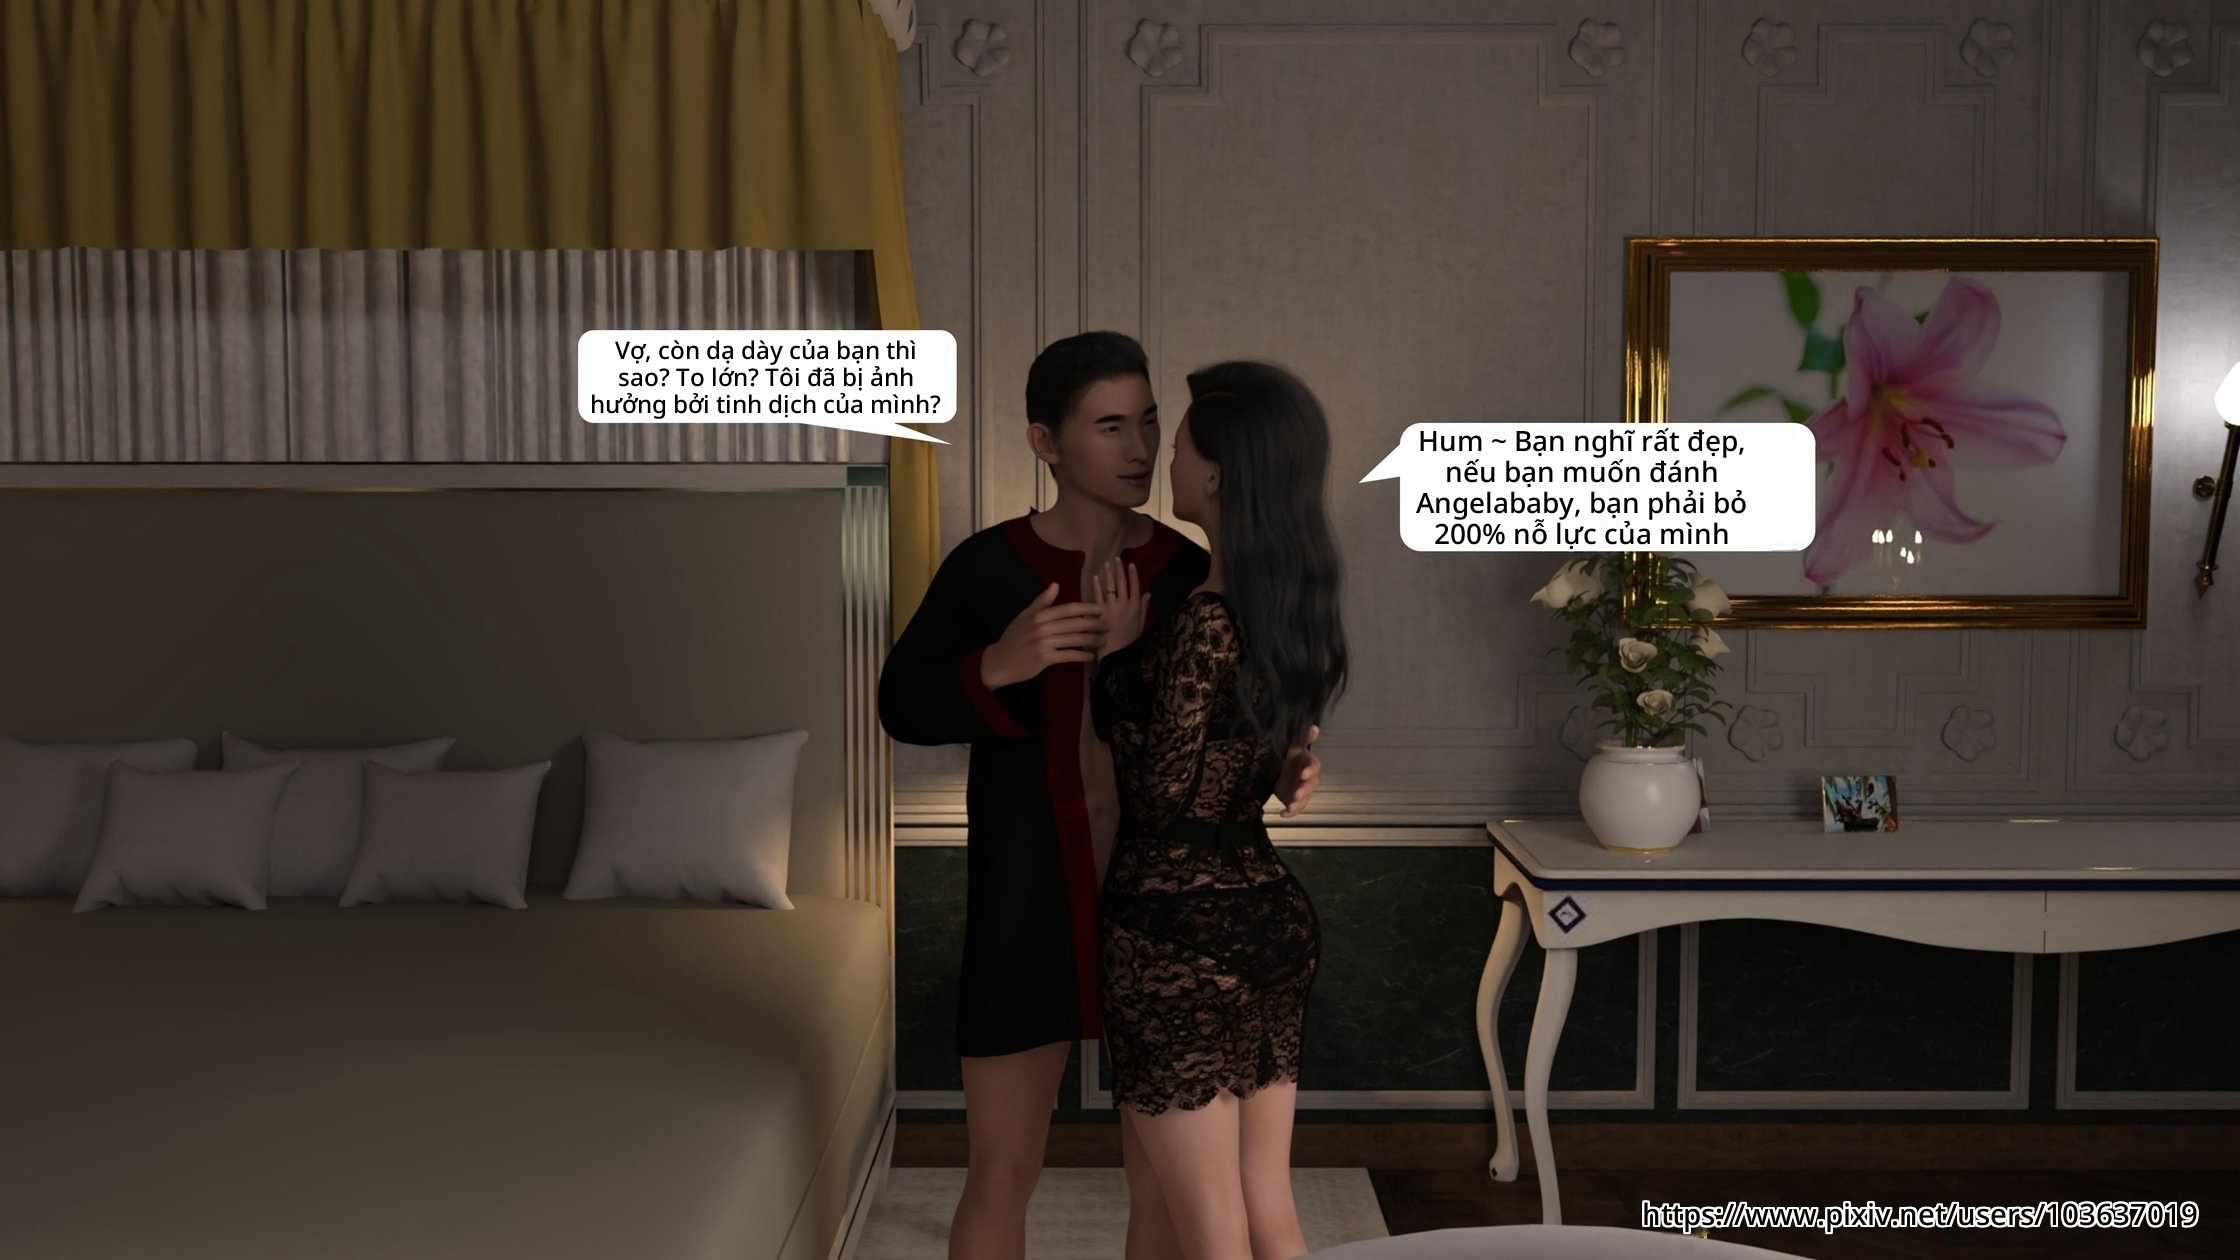 Vợ, còn dạ dày của bạn thì
sao? To lớn? Tôi đã bị ảnh
hưởng bởi tinh dịch của mình?
Hum ~ Bạn nghĩ rất đẹp,
nếu bạn muốn đánh
Angelababy, bạn phải bỏ
200% nỗ lực của mình
https://www.pixiv.net/users/103637019